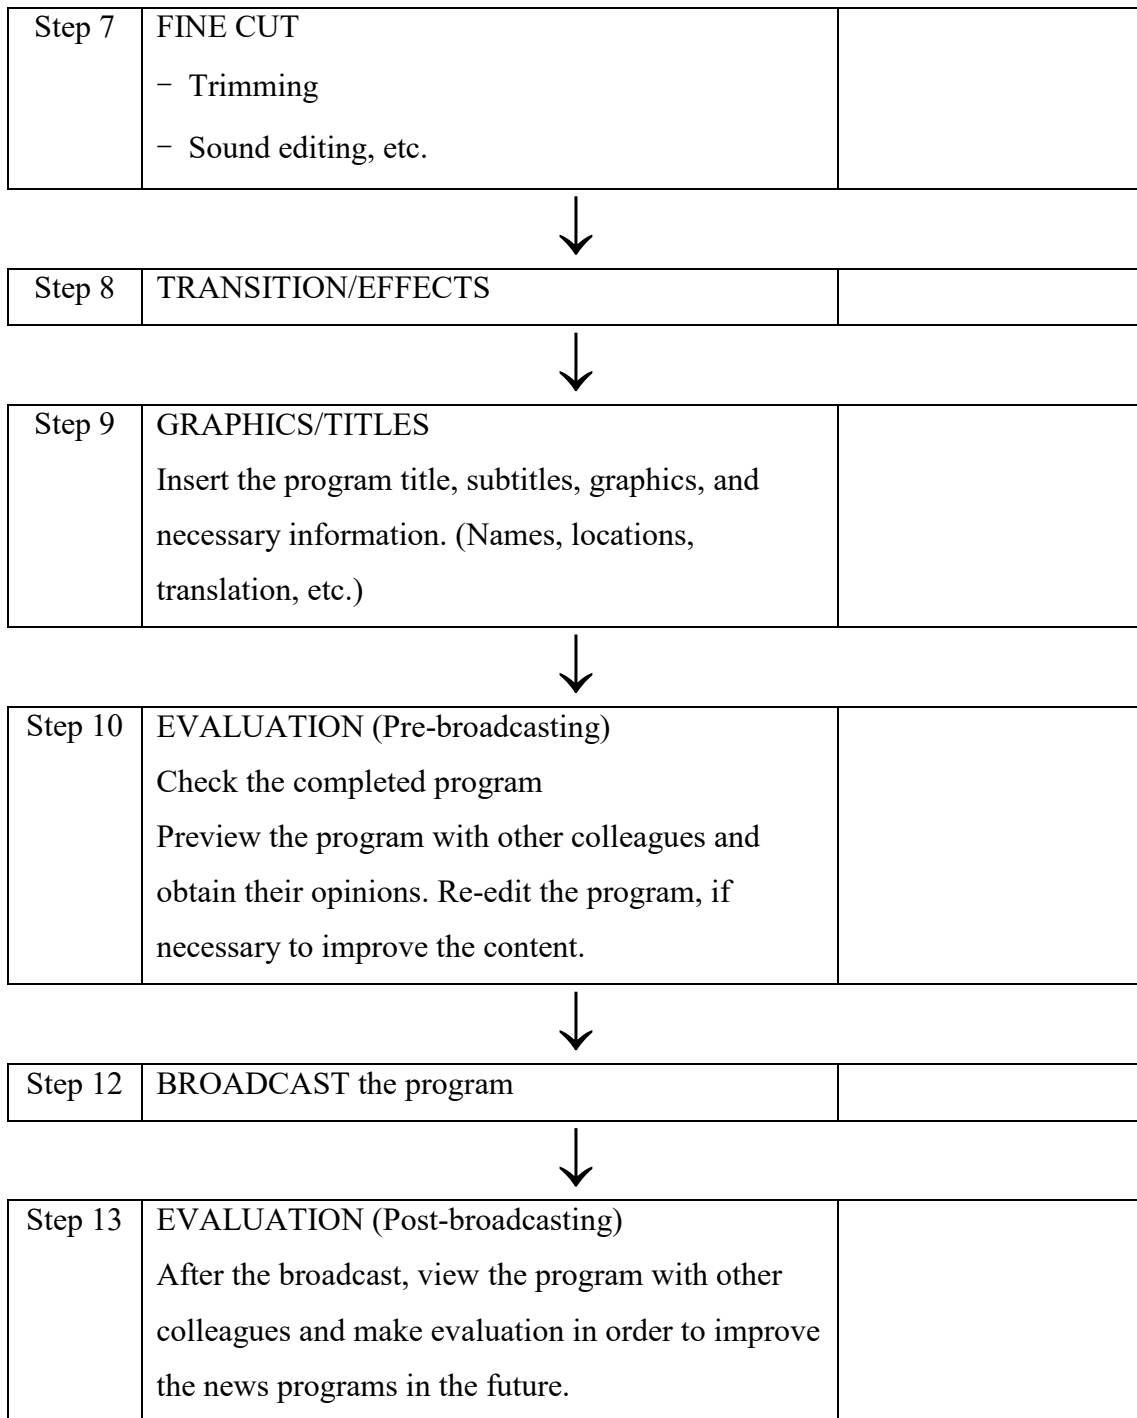 Step 7 FINE CUT
− Trimming
− Sound editing, etc.
Step 8 TRANSITION/EFFECTS
Step 9 GRAPHICS/TITLES
Insert the program title, subtitles, graphics, and
necessary information. (Names, locations,
translation, etc.)
Step 10 EVALUATION (Pre-broadcasting)
Check the completed program
Preview the program with other colleagues and
obtain their opinions. Re-edit the program, if
necessary to improve the content.
Step 12 BROADCAST the program
Step 13 EVALUATION (Post-broadcasting)
After the broadcast, view the program with other
colleagues and make evaluation in order to improve
the news programs in the future.